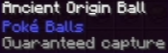 Ancient Origin Ball
Poké Balls
Guaranteed capture